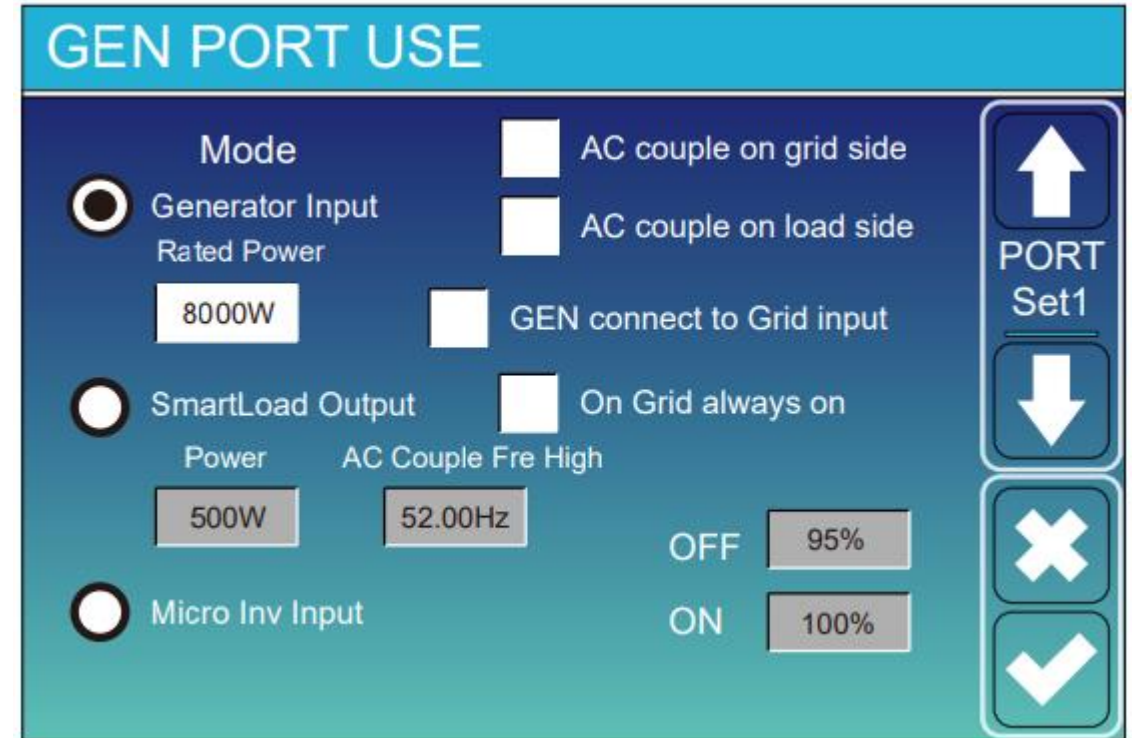 GEN PORT USE
Mode
AC couple on grid side
Generator Input
AC couple on load side
Rated Power
8000W
GEN connect to Grid input
PORT
Set1
SmartLoad Output
On Grid always on
Power
AC Couple Fre High
500W
52.00Hz
OFF
95%
Micro Inv Input
ON
100%